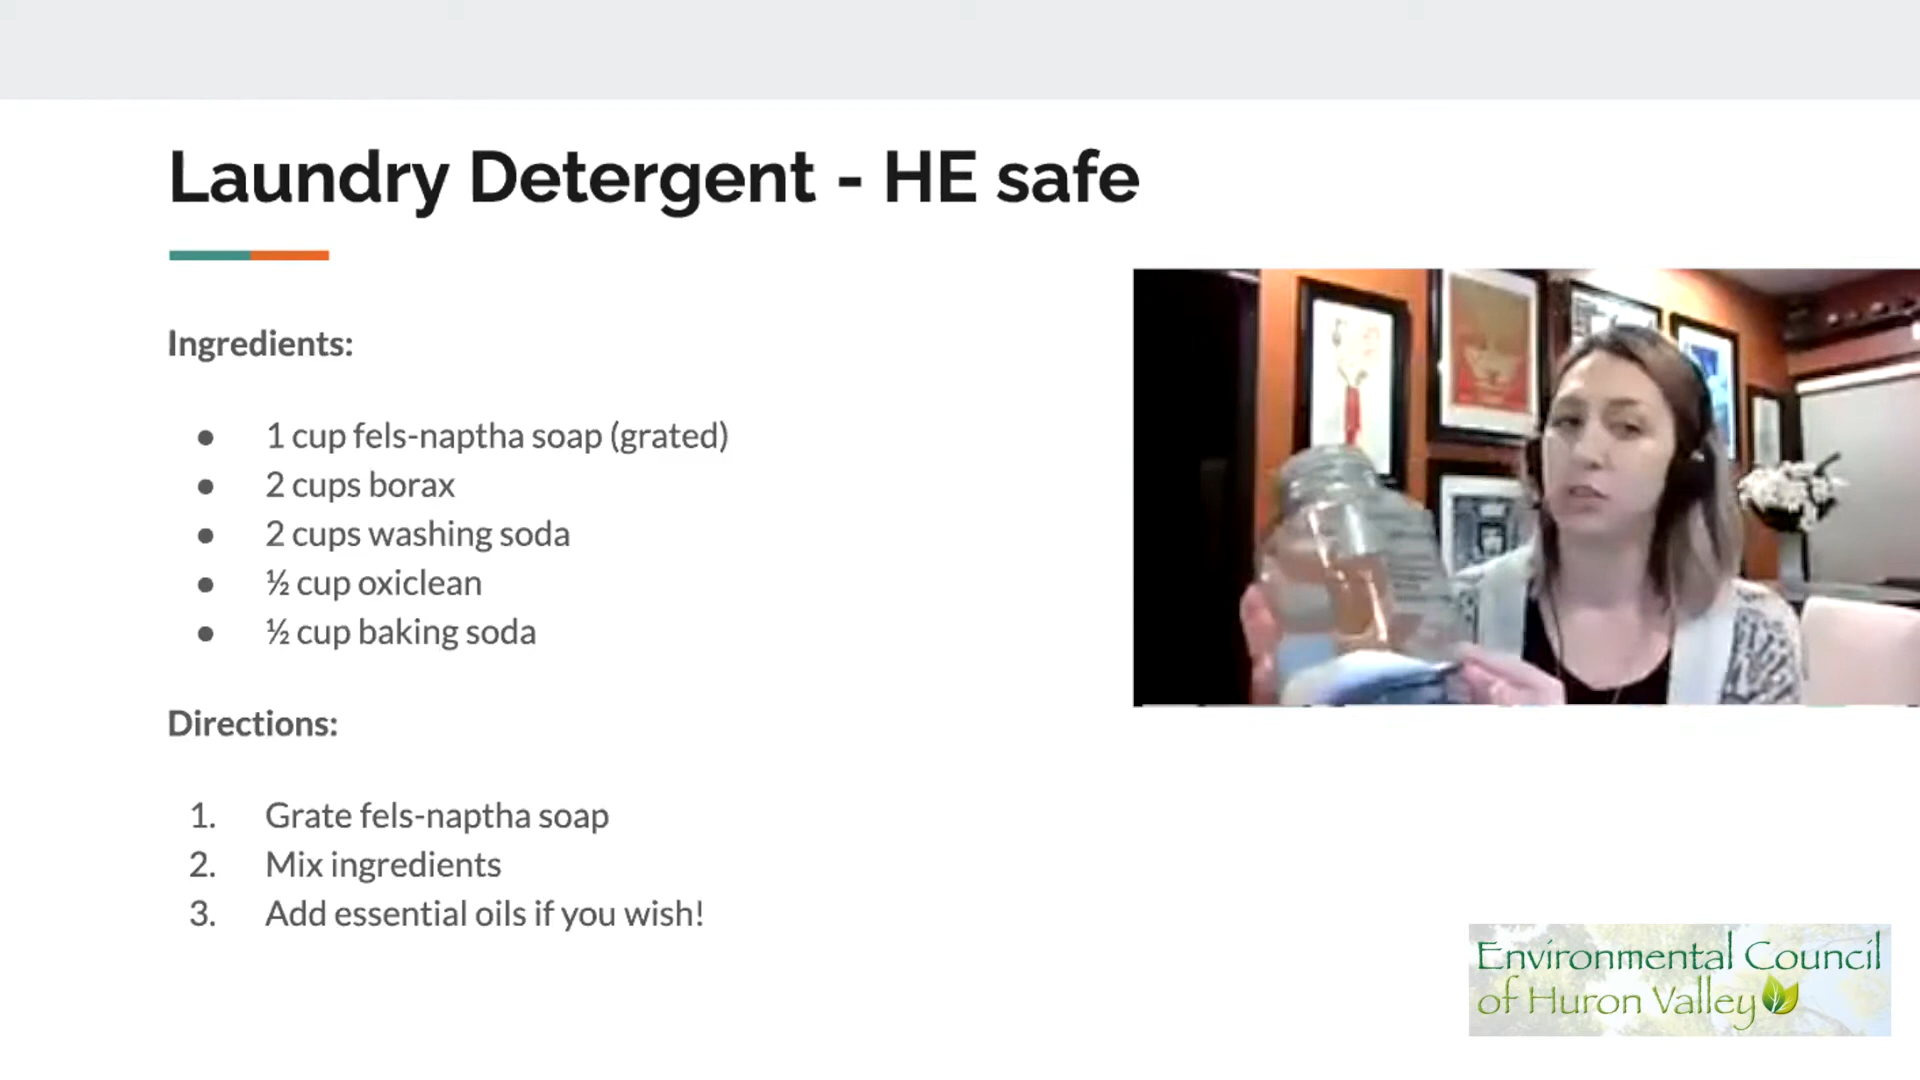 Laundry Detergent - HE safe
Ingredients:
● 1 cup fels-naptha soap (grated)
● 2 cups borax
● 2 cups washing soda
● ½ cup oxiclean
● ½ cup baking soda
Directions:
1. Grate fels-naptha soap
2. Mix ingredients
3. Add essential oils if you wish!
Environmental Council
of Huron Valley